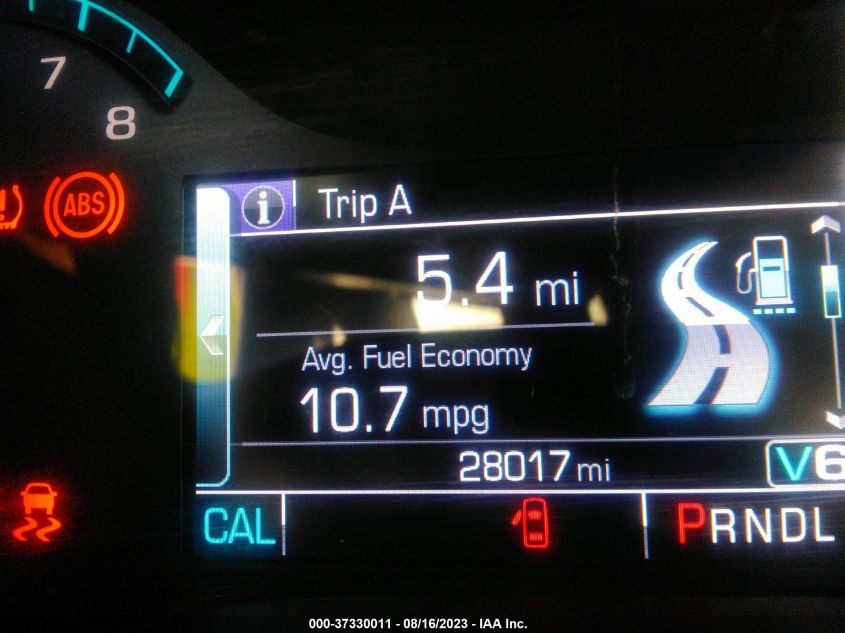 7
8
ABS
i Trip A
5.4 mi
Avg. Fuel Economy
10.7 mpg
28017 mi
V6
CAL
PRNDL
000-37330011 - 08/16/2023 - IAA Inc.